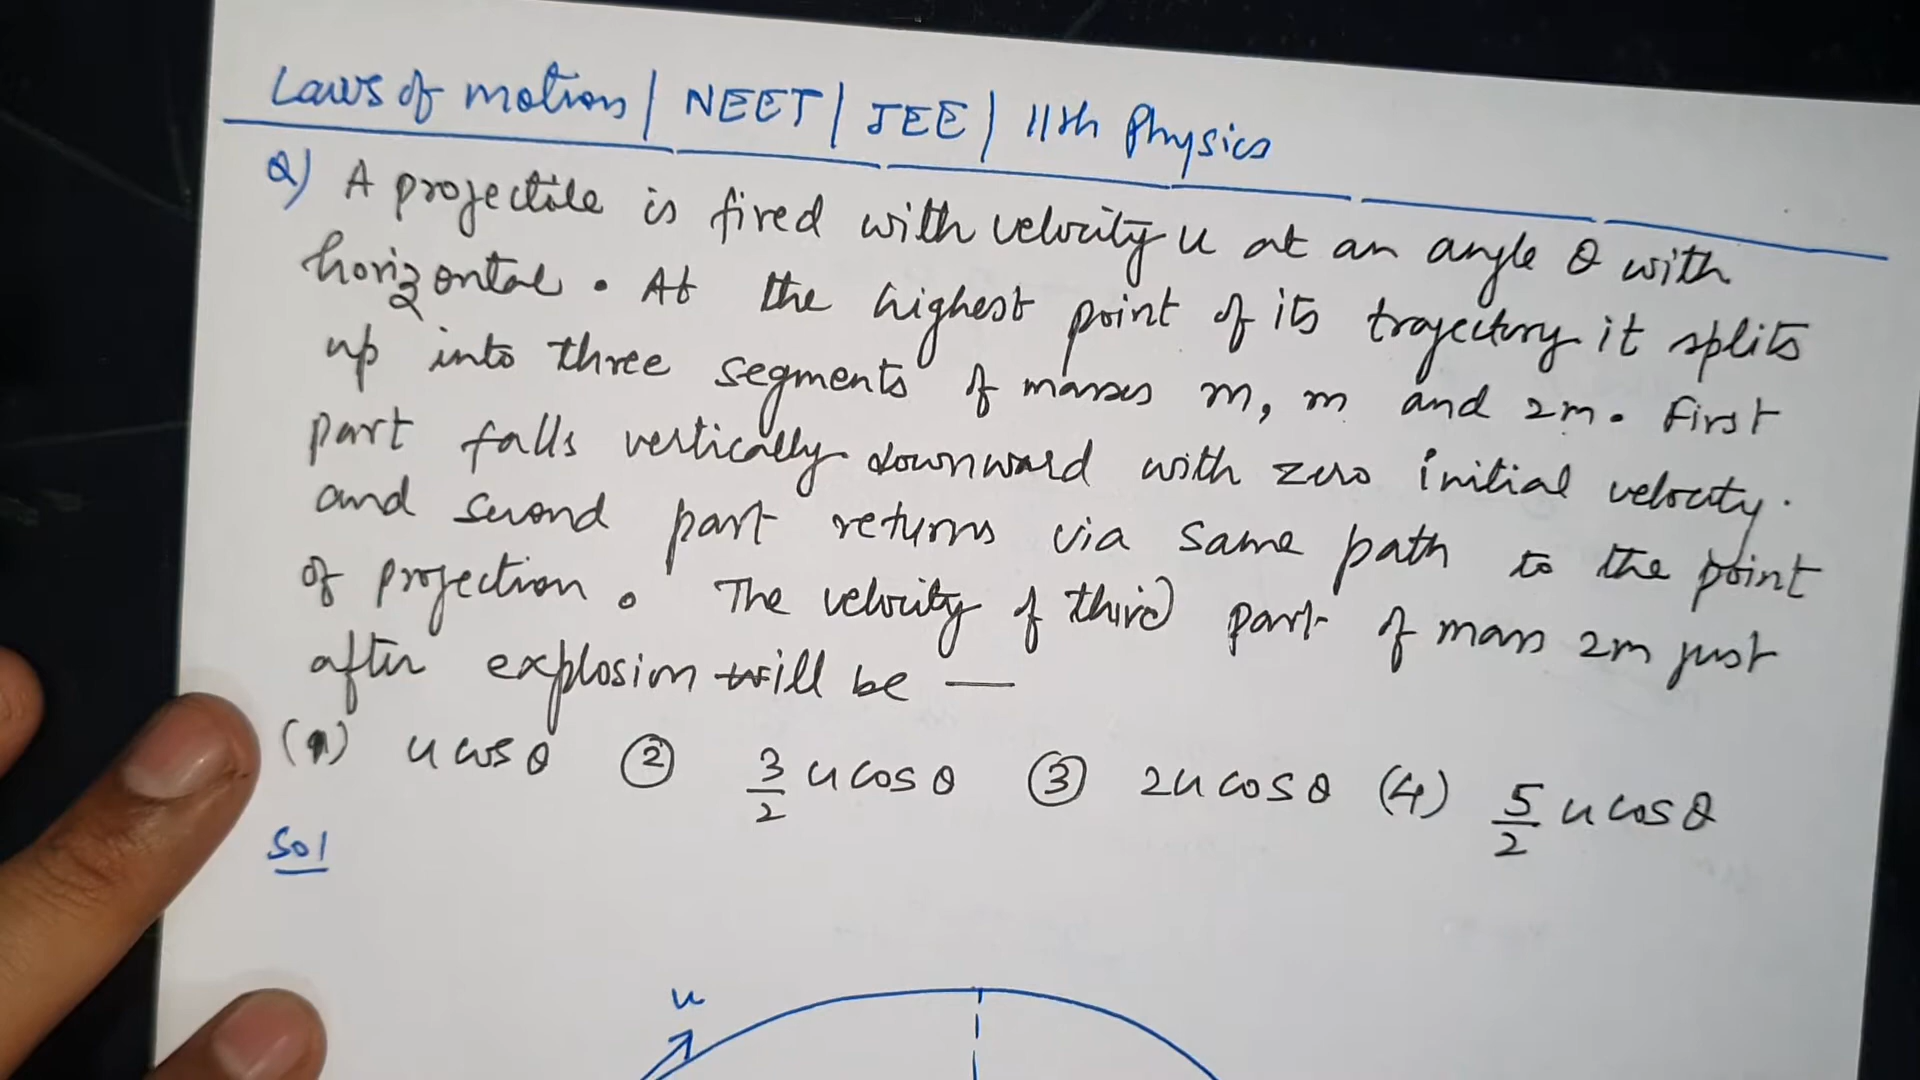 Laws of motion | NEET | JEE | 11th Physics
Q) A projectile is fired with velocity u at an angle θ with
horizontal. At the highest point of its trajectory it splits
up into three segments of masses m, m and 2m. First
part falls vertically downward with zero initial velocity.
and second part returns via same path to the point
of projection. The velocity of third part of mass 2m just
after explosion will be —
(1) u cos θ ② 3/2 u cos θ ③ 2u cos θ (4) 5/2 u cos θ
Sol
u